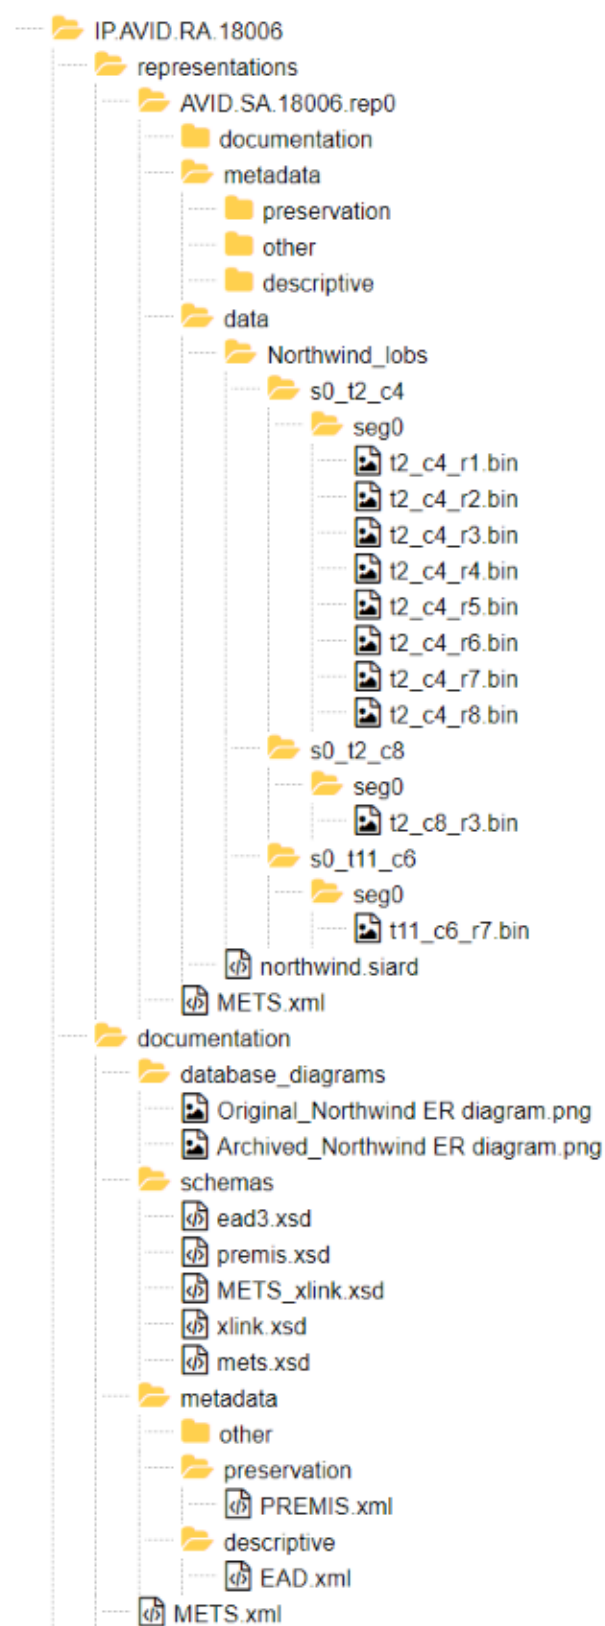 IP.AVID.RA.18006
representations
AVID.SA.18006.rep0
documentation
metadata
preservation
other
descriptive
data
Northwind_lobs
s0_t2_c4
seg0
t2_c4_r1.bin
t2_c4_r2.bin
t2_c4_r3.bin
t2_c4_r4.bin
t2_c4_r5.bin
t2_c4_r6.bin
t2_c4_r7.bin
t2_c4_r8.bin
s0_t2_c8
seg0
t2_c8_r3.bin
s0_t11_c6
seg0
t11_c6_r7.bin
northwind.siard
METS.xml
documentation
database_diagrams
Original_Northwind ER diagram.png
Archived_Northwind ER diagram.png
schemas
ead3.xsd
premis.xsd
METS_xlink.xsd
xlink.xsd
mets.xsd
metadata
other
preservation
PREMIS.xml
descriptive
EAD.xml
METS.xml